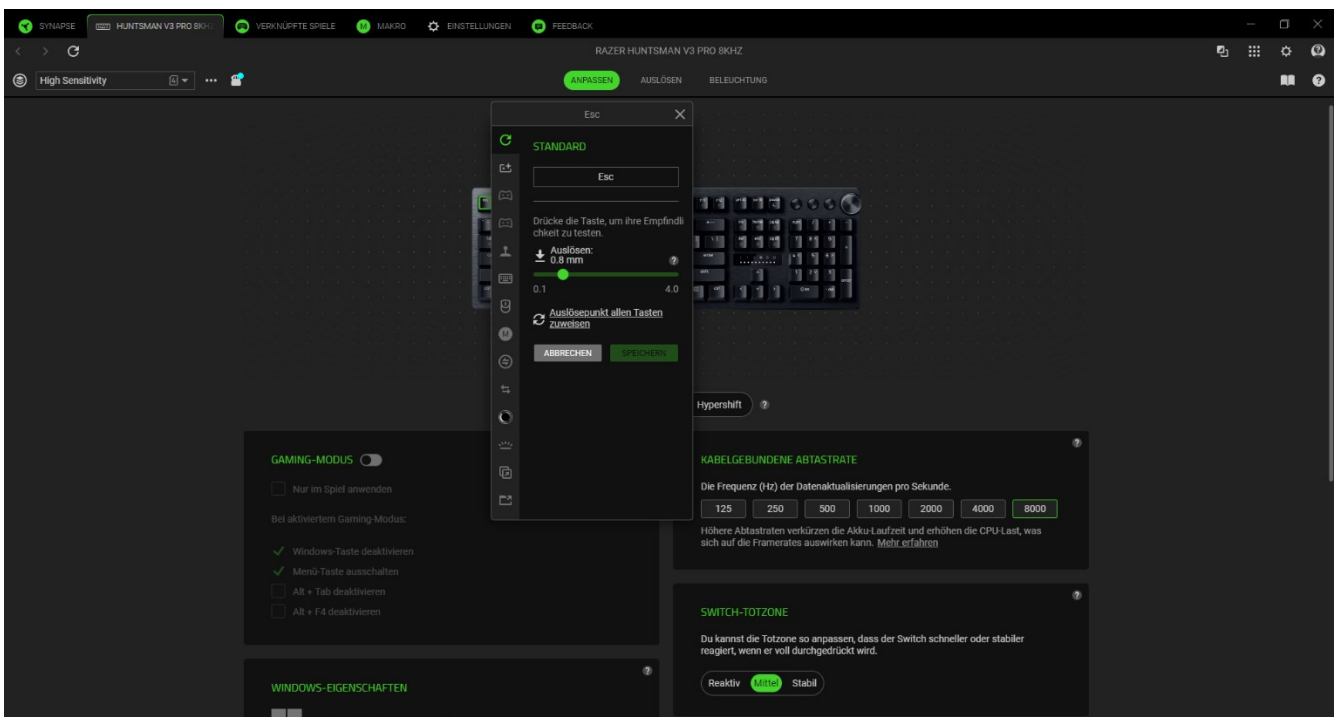 SYNAPSE
HUNTSMAN V3 PRO 8KHZ
VERKNÜPFTE SPIELE
MAKRO
EINSTELLUNGEN
FEEDBACK
RAZER HUNTSMAN V3 PRO 8KHZ
High Sensitivity
ANPASSEN
AUSLÖSEN
BELEUCHTUNG
Esc
STANDARD
Esc
Drücke die Taste, um ihre Empfindli
chkeit zu testen.
Auslösen:
0.8 mm
0.1
4.0
Auslösepunkt allen Tasten
zuweisen
ABBRECHEN
SPEICHERN
Hypershift
GAMING-MODUS
Nur im Spiel anwenden
Bei aktiviertem Gaming-Modus:
Windows-Taste deaktivieren
Menü-Taste ausschalten
Alt + Tab deaktivieren
Alt + F4 deaktivieren
WINDOWS-EIGENSCHAFTEN
KABELGEBUNDENE ABTASTRATE
Die Frequenz (Hz) der Datenaktualisierungen pro Sekunde.
125 250 500 1000 2000 4000 8000
Höhere Abtastraten verkürzen die Akku-Laufzeit und erhöhen die CPU-Last, was
sich auf die Framerates auswirken kann. Mehr erfahren
SWITCH-TOTZONE
Du kannst die Totzone so anpassen, dass der Switch schneller oder stabiler
reagiert, wenn er voll durchgedrückt wird.
Reaktiv Mittel Stabil